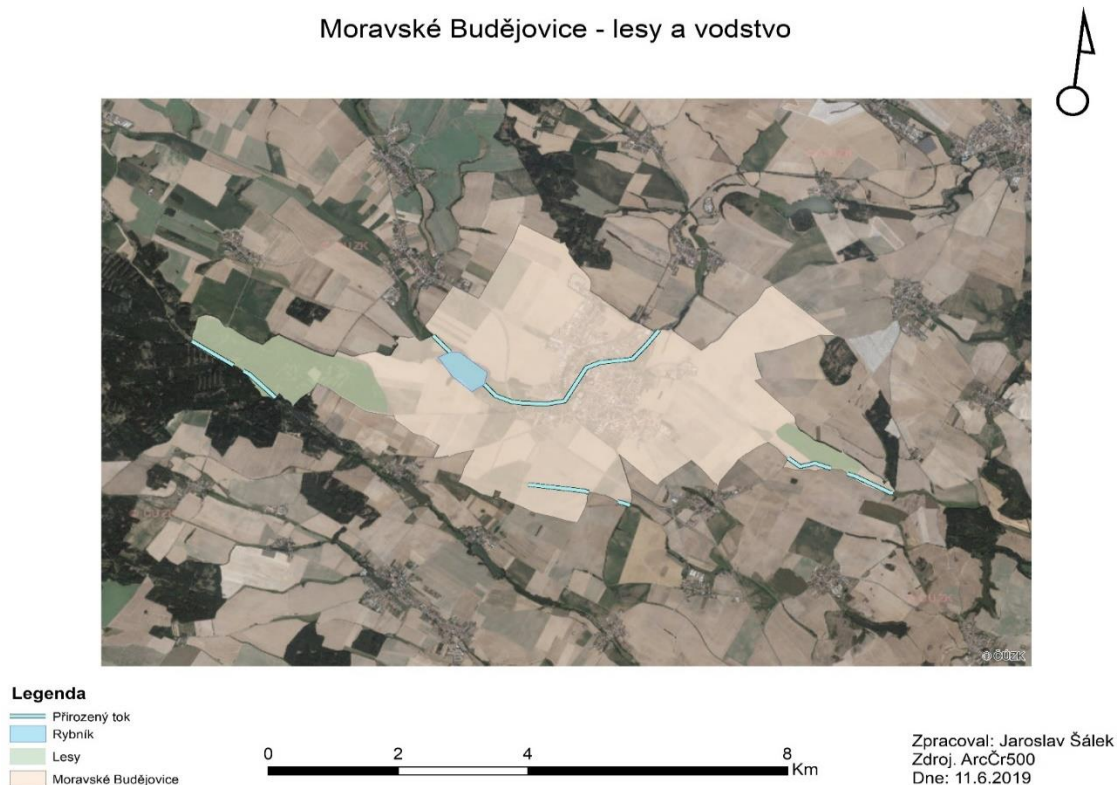 Moravské Budějovice - lesy a vodstvo
© ČÚZK
Legenda
Přirozený tok
Rybník
Lesy
Moravské Budějovice
0 2 4 8
Km
Zpracoval: Jaroslav Šálek
Zdroj. ArcČr500
Dne: 11.6.2019